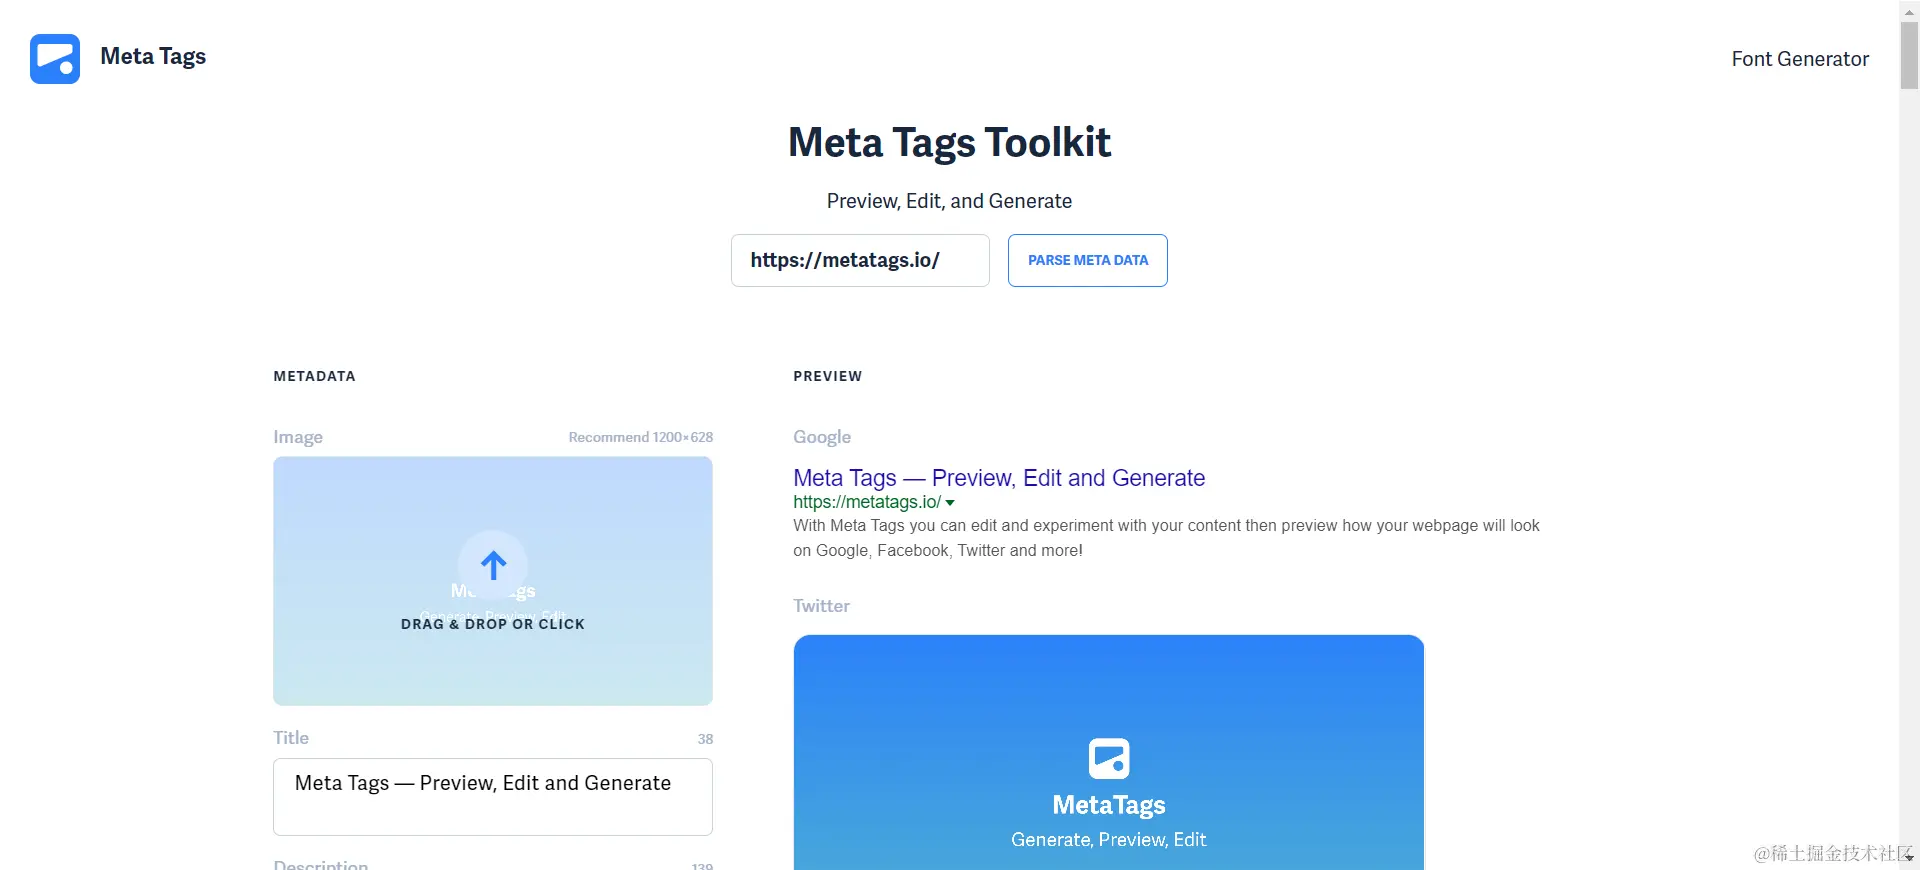 Meta Tags
Font Generator
Meta Tags Toolkit
Preview, Edit, and Generate
https://metatags.io/
PARSE META DATA
METADATA
PREVIEW
Image
Recommend 1200×628
DRAG & DROP OR CLICK
Title
38
Meta Tags — Preview, Edit and Generate
Description
139
Google
Meta Tags — Preview, Edit and Generate
https://metatags.io/
With Meta Tags you can edit and experiment with your content then preview how your webpage will look
on Google, Facebook, Twitter and more!
Twitter
MetaTags
Generate, Preview, Edit
@稀土掘金技术社区